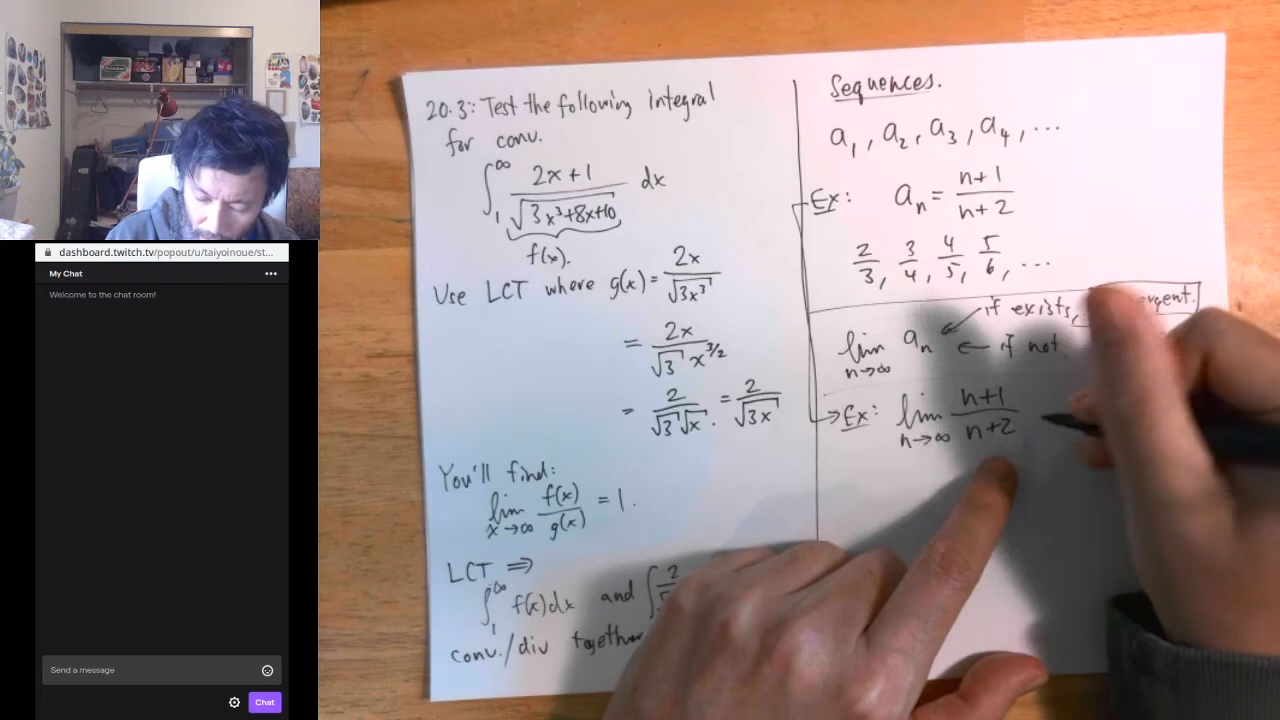 dashboard.twitch.tv/popout/u/taiyoinoue/st...
My Chat
Welcome to the chat room!
Send a message
Chat
20.3: Test the following integral
for conv.
∫₁^∞ (2x+1)/√(3x³+8x+10) dx
f(x).
Use LCT where g(x) = 2x/√(3x³)
= 2x/(√3 x^(3/2))
= 2/(√3 √x). = 2/√(3x)
You'll find:
lim x→∞ f(x)/g(x) = 1.
LCT ⇒
∫₁^∞ f(x)dx and ∫ 2
conv./div together
Sequences.
a₁, a₂, a₃, a₄, ...
Ex: aₙ = (n+1)/(n+2)
2/3, 3/4, 4/5, 5/6, ...
if exists,
lim n→∞ aₙ ← if not
Ex: lim n→∞ (n+1)/(n+2)